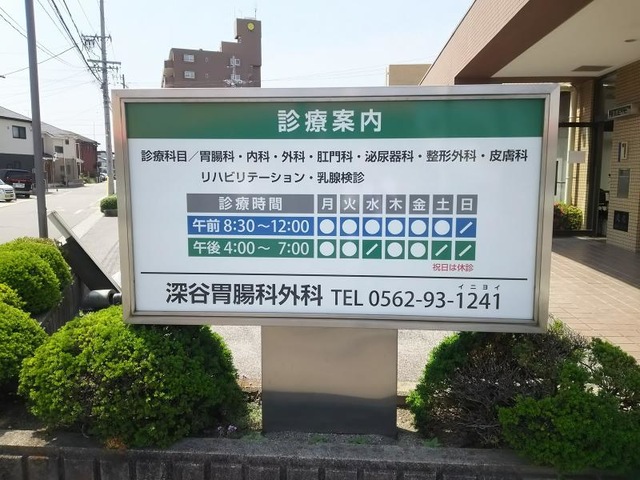 診療案内
診療科目／胃腸科・内科・外科・肛門科・泌尿器科・整形外科・皮膚科
リハビリテーション・乳腺検診
診療時間 月 火 水 木 金 土 日
午前 8:30～12:00 ● ● ● ● ● ● ／
午後 4:00～ 7:00 ● ● ／ ● ● ／ ／
祝日は休診
イニヨイ
深谷胃腸科外科 TEL 0562-93-1241